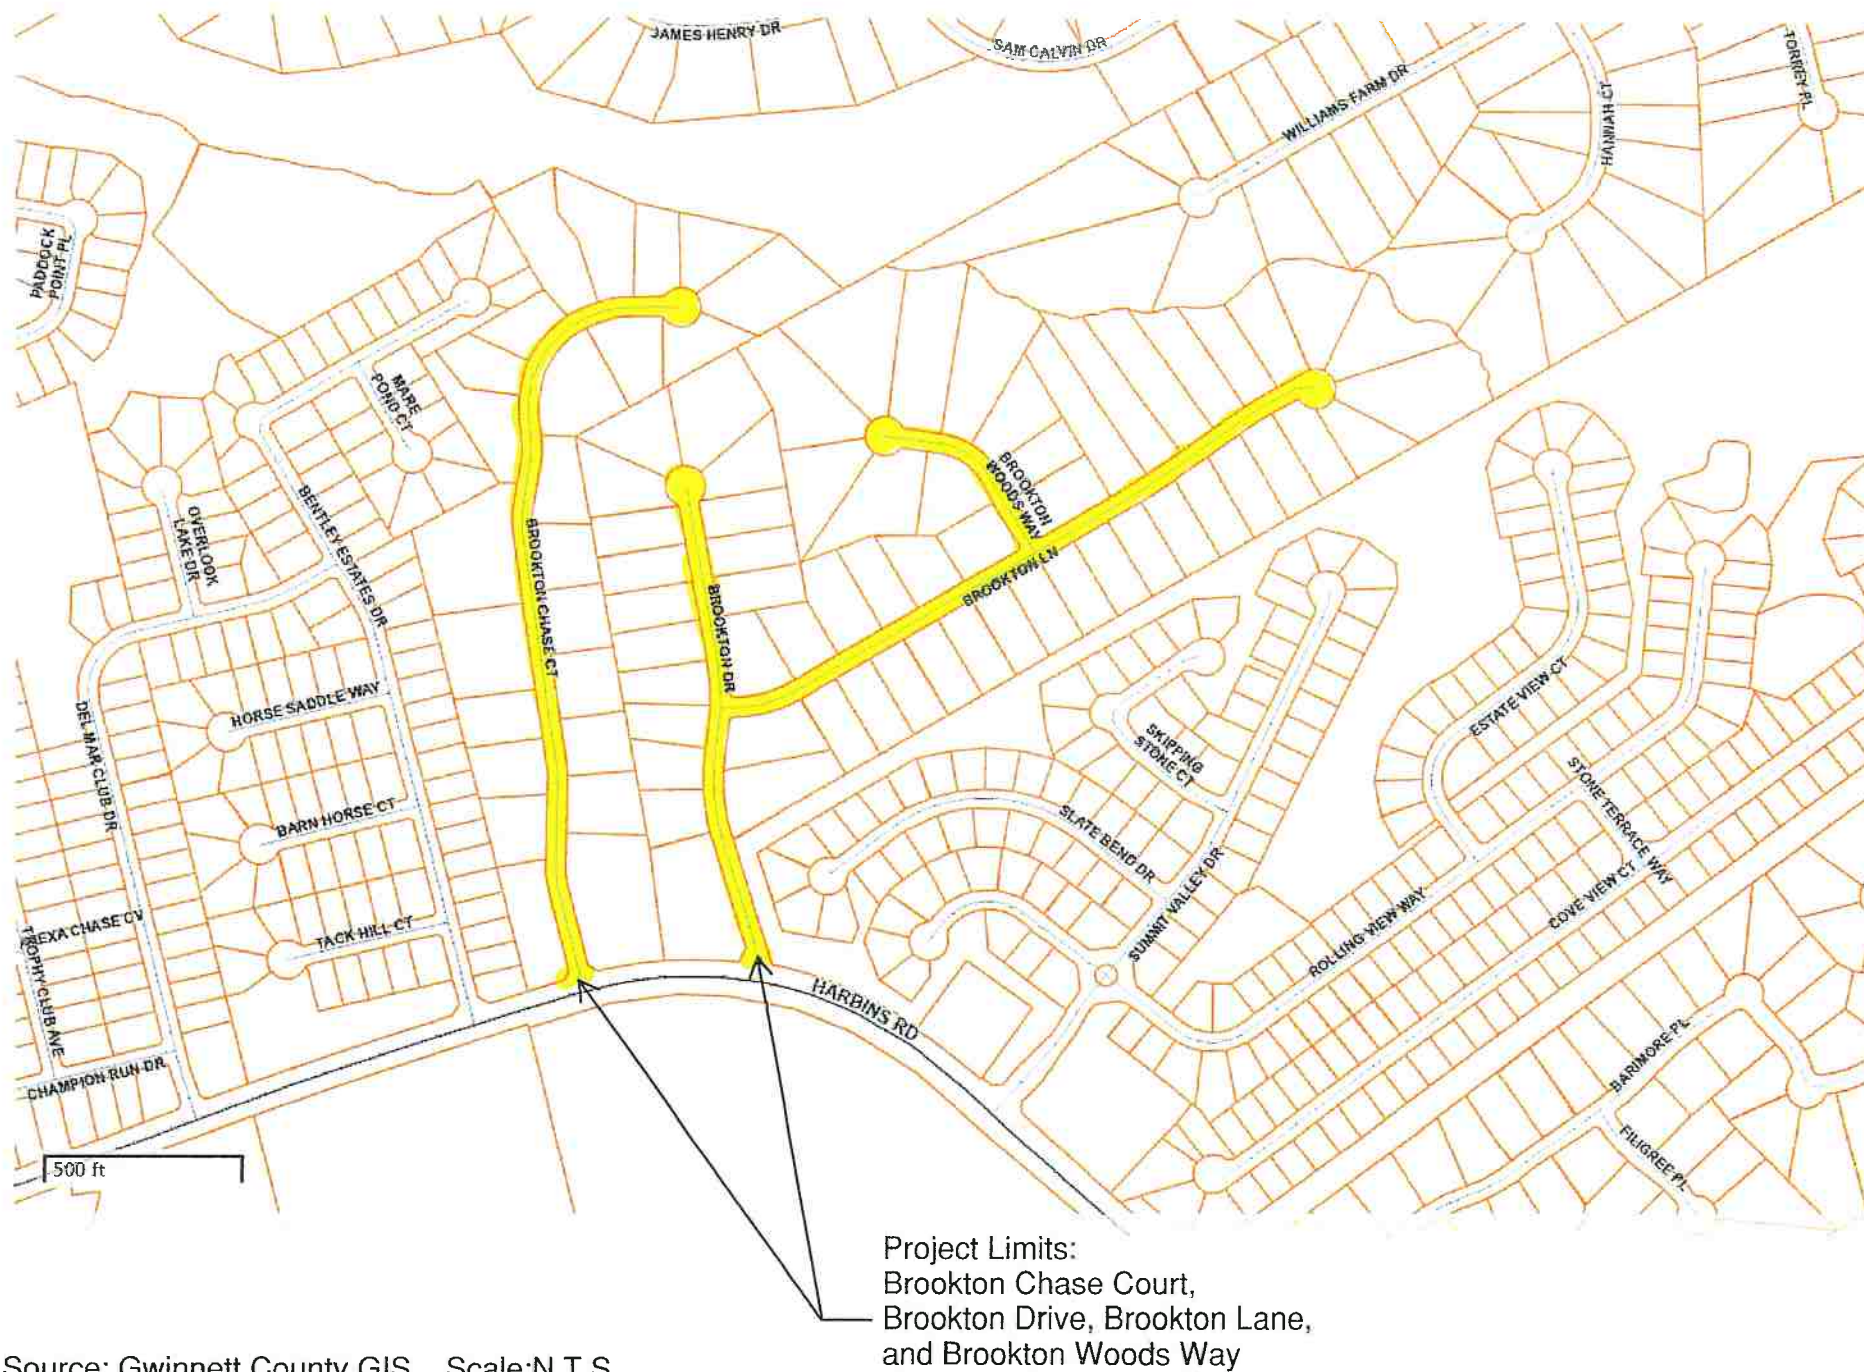 JAMES HENRY DR
SAM CALVIN DR
WILLIAMS FARM DR
HANNAH CT
TORREY PL
PADDOCK
POINT PL
MARE
POND CT
OVERLOOK
LAKE DR
BENTLEY ESTATES DR
BROOKTON CHASE CT
BROOKTON DR
BROOKTON
WOODS WAY
BROOKTON LN
HORSE SADDLE WAY
DEL MAR CLUB DR
BARN HORSE CT
TACK HILL CT
TREXA CHASE CV
TROPHY CLUB AVE
CHAMPION RUN DR
SKIPPING
STONE CT
SLATE BEND DR
SUMMIT VALLEY DR
ESTATE VIEW CT
STONE TERRACE WAY
COVE VIEW CT
ROLLING VIEW WAY
BARIMORE PL
FILIGREE PL
HARBINS RD
500 ft
Project Limits:
Brookton Chase Court,
Brookton Drive, Brookton Lane,
and Brookton Woods Way
Source: Gwinnett County GIS Scale:N.T.S.